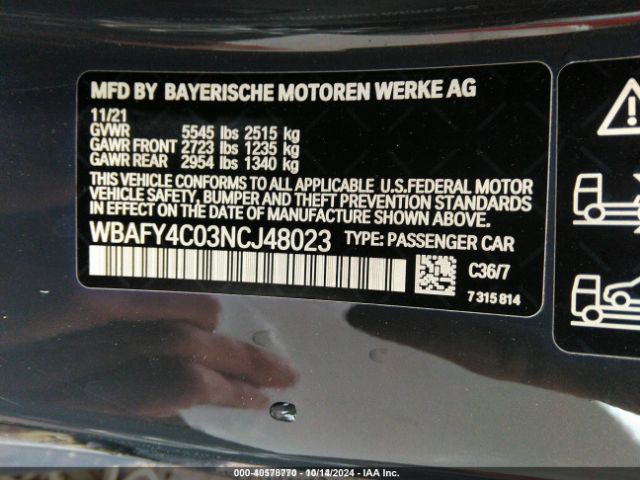 MFD BY BAYERISCHE MOTOREN WERKE AG
11/21
GVWR 5545 lbs 2515 kg
GAWR FRONT 2723 lbs 1235 kg
GAWR REAR 2954 lbs 1340 kg
THIS VEHICLE CONFORMS TO ALL APPLICABLE U.S.FEDERAL MOTOR
VEHICLE SAFETY, BUMPER AND THEFT PREVENTION STANDARDS
IN EFFECT ON THE DATE OF MANUFACTURE SHOWN ABOVE.
WBAFY4C03NCJ48023 TYPE: PASSENGER CAR
C36/7
7 315 814
000-40578770 - 10/14/2024 - IAA Inc.